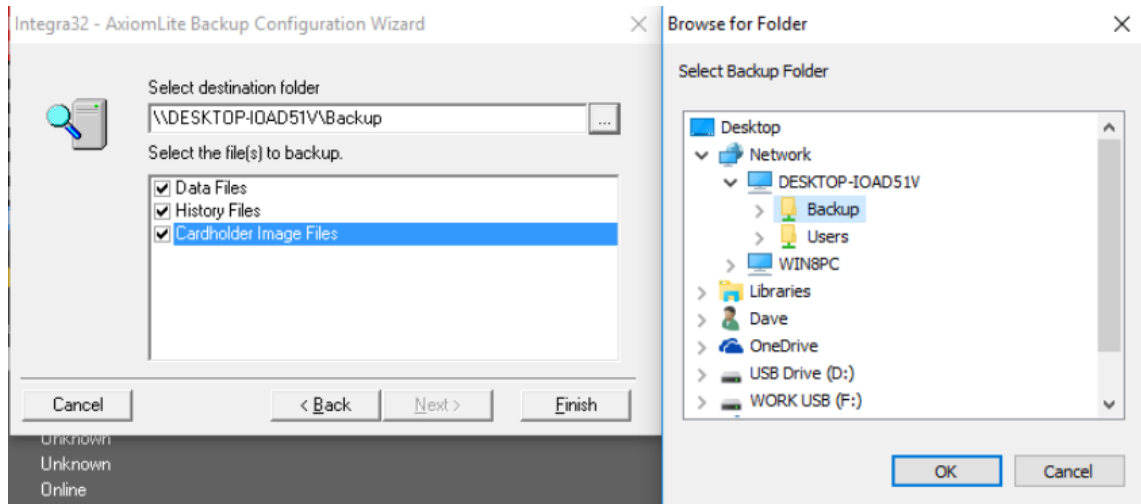 Integra32 - AxiomLite Backup Configuration Wizard
Select destination folder
\\DESKTOP-IOAD51V\Backup
...
Select the file(s) to backup.
Data Files
History Files
Cardholder Image Files
Cancel
< Back
Next >
Finish
Unknown
Unknown
Online
Browse for Folder
Select Backup Folder
Desktop
Network
DESKTOP-IOAD51V
Backup
Users
WIN8PC
Libraries
Dave
OneDrive
USB Drive (D:)
WORK USB (F:)
OK
Cancel